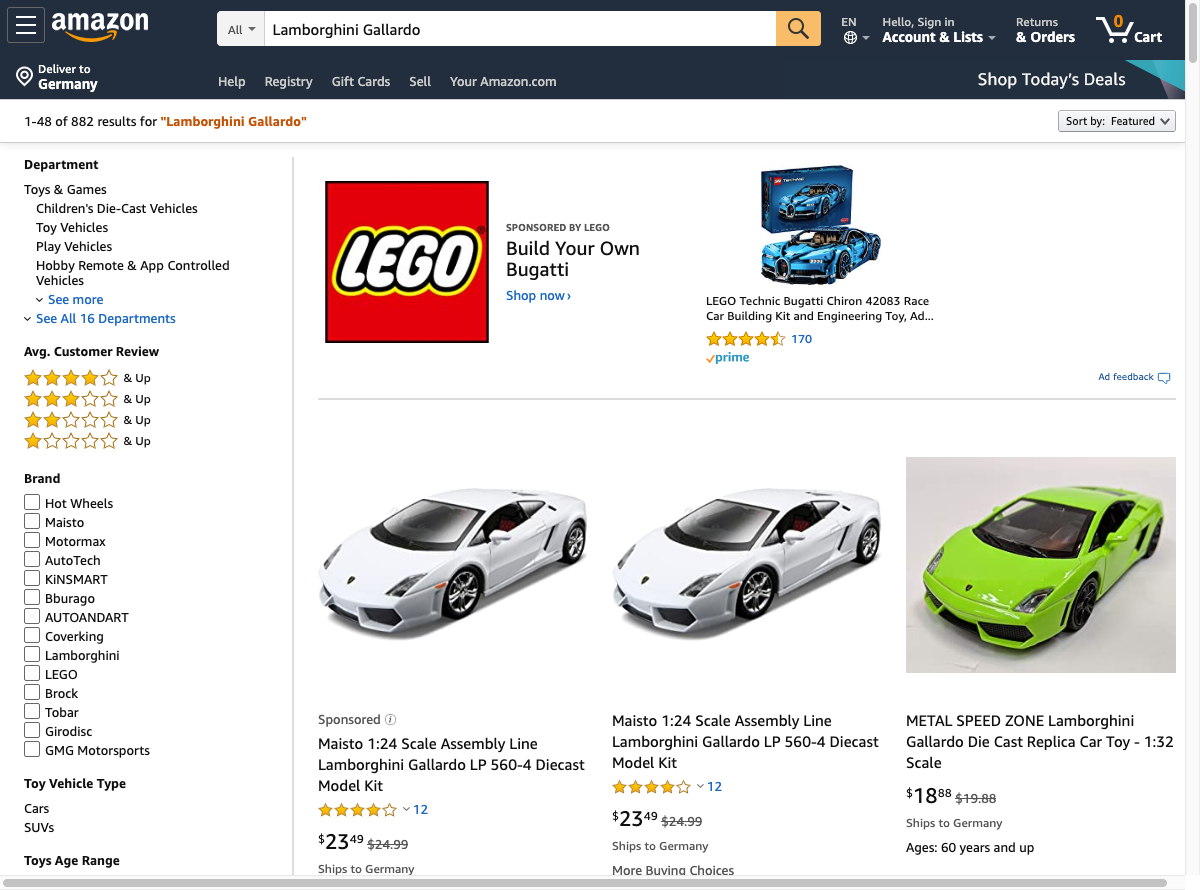 amazon
All
Lamborghini Gallardo
EN
Hello, Sign in
Account & Lists
Returns
& Orders
0
Cart
Deliver to
Germany
Help
Registry
Gift Cards
Sell
Your Amazon.com
Shop Today's Deals
1-48 of 882 results for "Lamborghini Gallardo"
Sort by: Featured
Department
Toys & Games
Children's Die-Cast Vehicles
Toy Vehicles
Play Vehicles
Hobby Remote & App Controlled
Vehicles
See more
See All 16 Departments
Avg. Customer Review
& Up
& Up
& Up
& Up
Brand
Hot Wheels
Maisto
Motormax
AutoTech
KiNSMART
Bburago
AUTOANDART
Coverking
Lamborghini
LEGO
Brock
Tobar
Girodisc
GMG Motorsports
Toy Vehicle Type
Cars
SUVs
Toys Age Range
LEGO
SPONSORED BY LEGO
Build Your Own
Bugatti
Shop now ›
LEGO Technic Bugatti Chiron 42083 Race
Car Building Kit and Engineering Toy, Ad...
170
prime
Ad feedback
Sponsored
Maisto 1:24 Scale Assembly Line
Lamborghini Gallardo LP 560-4 Diecast
Model Kit
12
$23 49 $24.99
Ships to Germany
Maisto 1:24 Scale Assembly Line
Lamborghini Gallardo LP 560-4 Diecast
Model Kit
12
$23 49 $24.99
Ships to Germany
More Buying Choices
METAL SPEED ZONE Lamborghini
Gallardo Die Cast Replica Car Toy - 1:32
Scale
$18 88 $19.88
Ships to Germany
Ages: 60 years and up